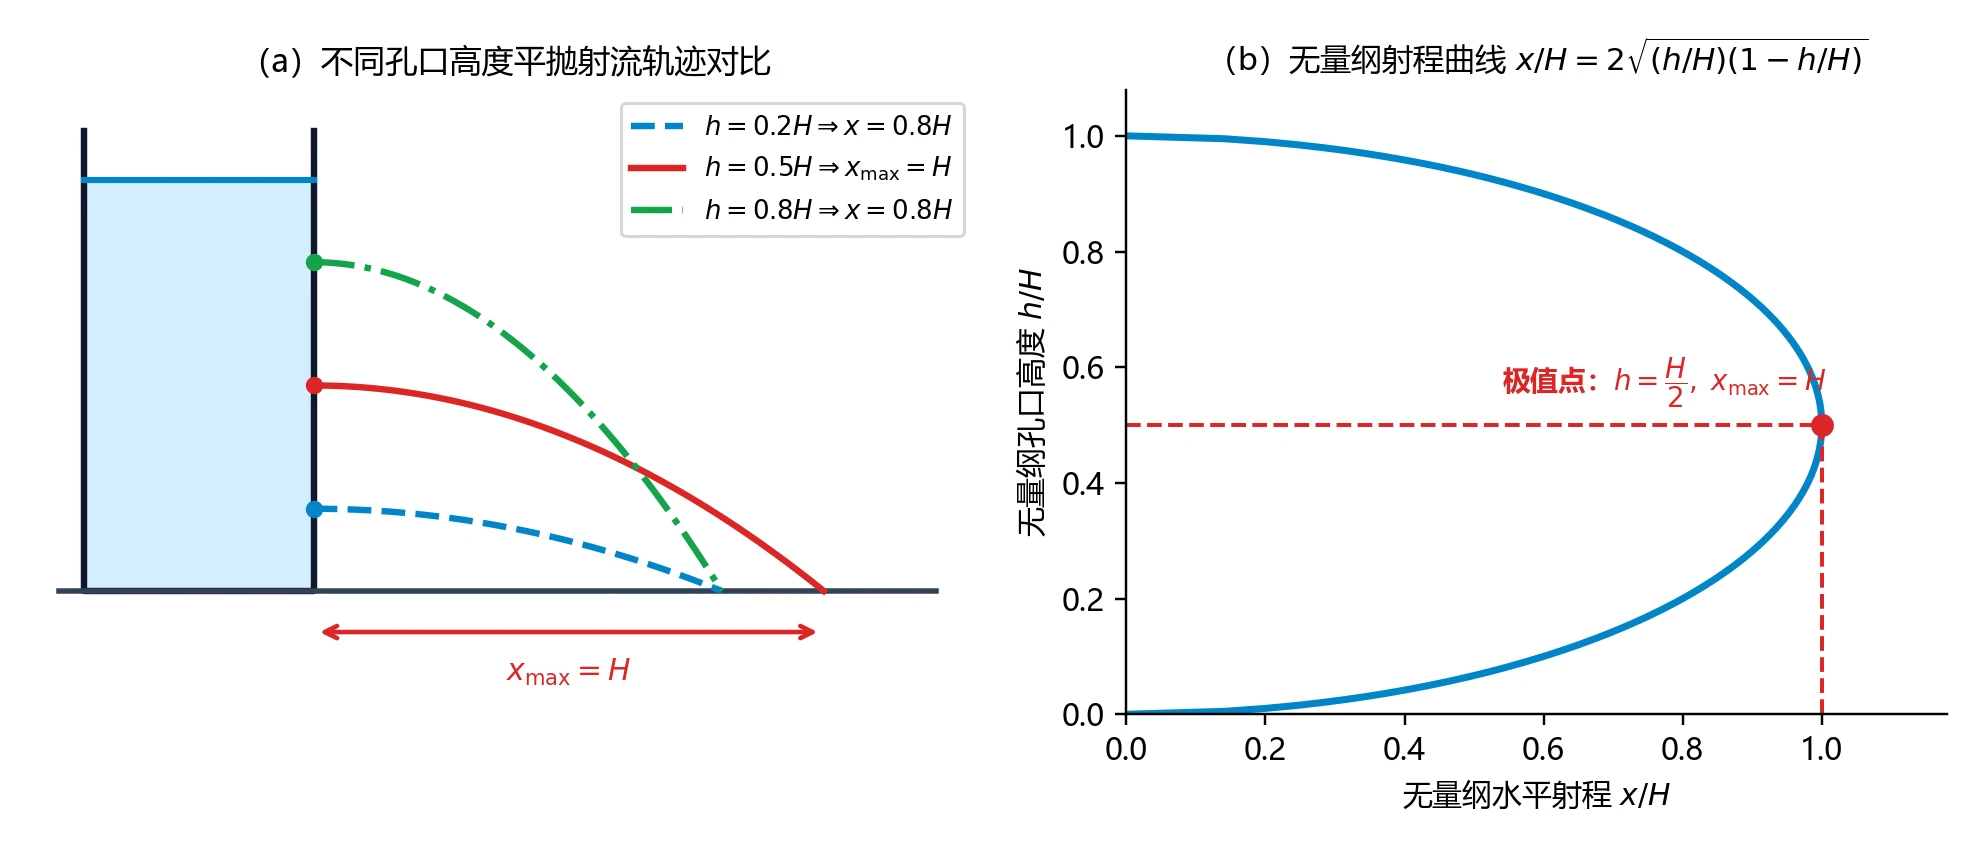 （a）不同孔口高度平抛射流轨迹对比
h = 0.2H ⇒ x = 0.8H
h = 0.5H ⇒ x_max = H
h = 0.8H ⇒ x = 0.8H
x_max = H
（b）无量纲射程曲线 x/H = 2√((h/H)(1 − h/H))
无量纲孔口高度 h/H
1.0
0.8
0.6
0.4
0.2
0.0
极值点：h = H/2, x_max = H
0.0 0.2 0.4 0.6 0.8 1.0
无量纲水平射程 x/H